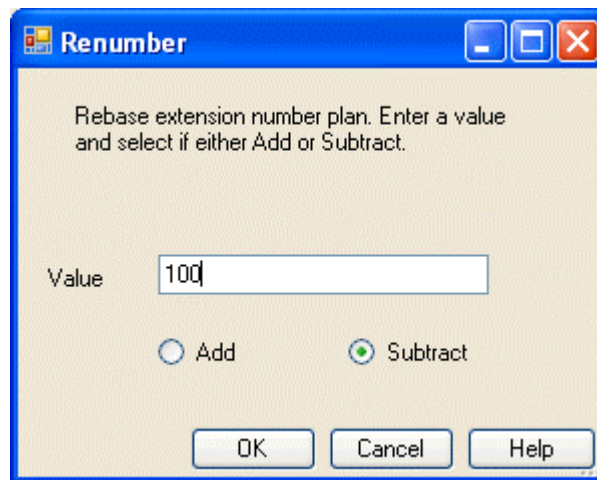 Renumber
Rebase extension number plan. Enter a value
and select if either Add or Subtract.
Value 100
Add Subtract
OK Cancel Help